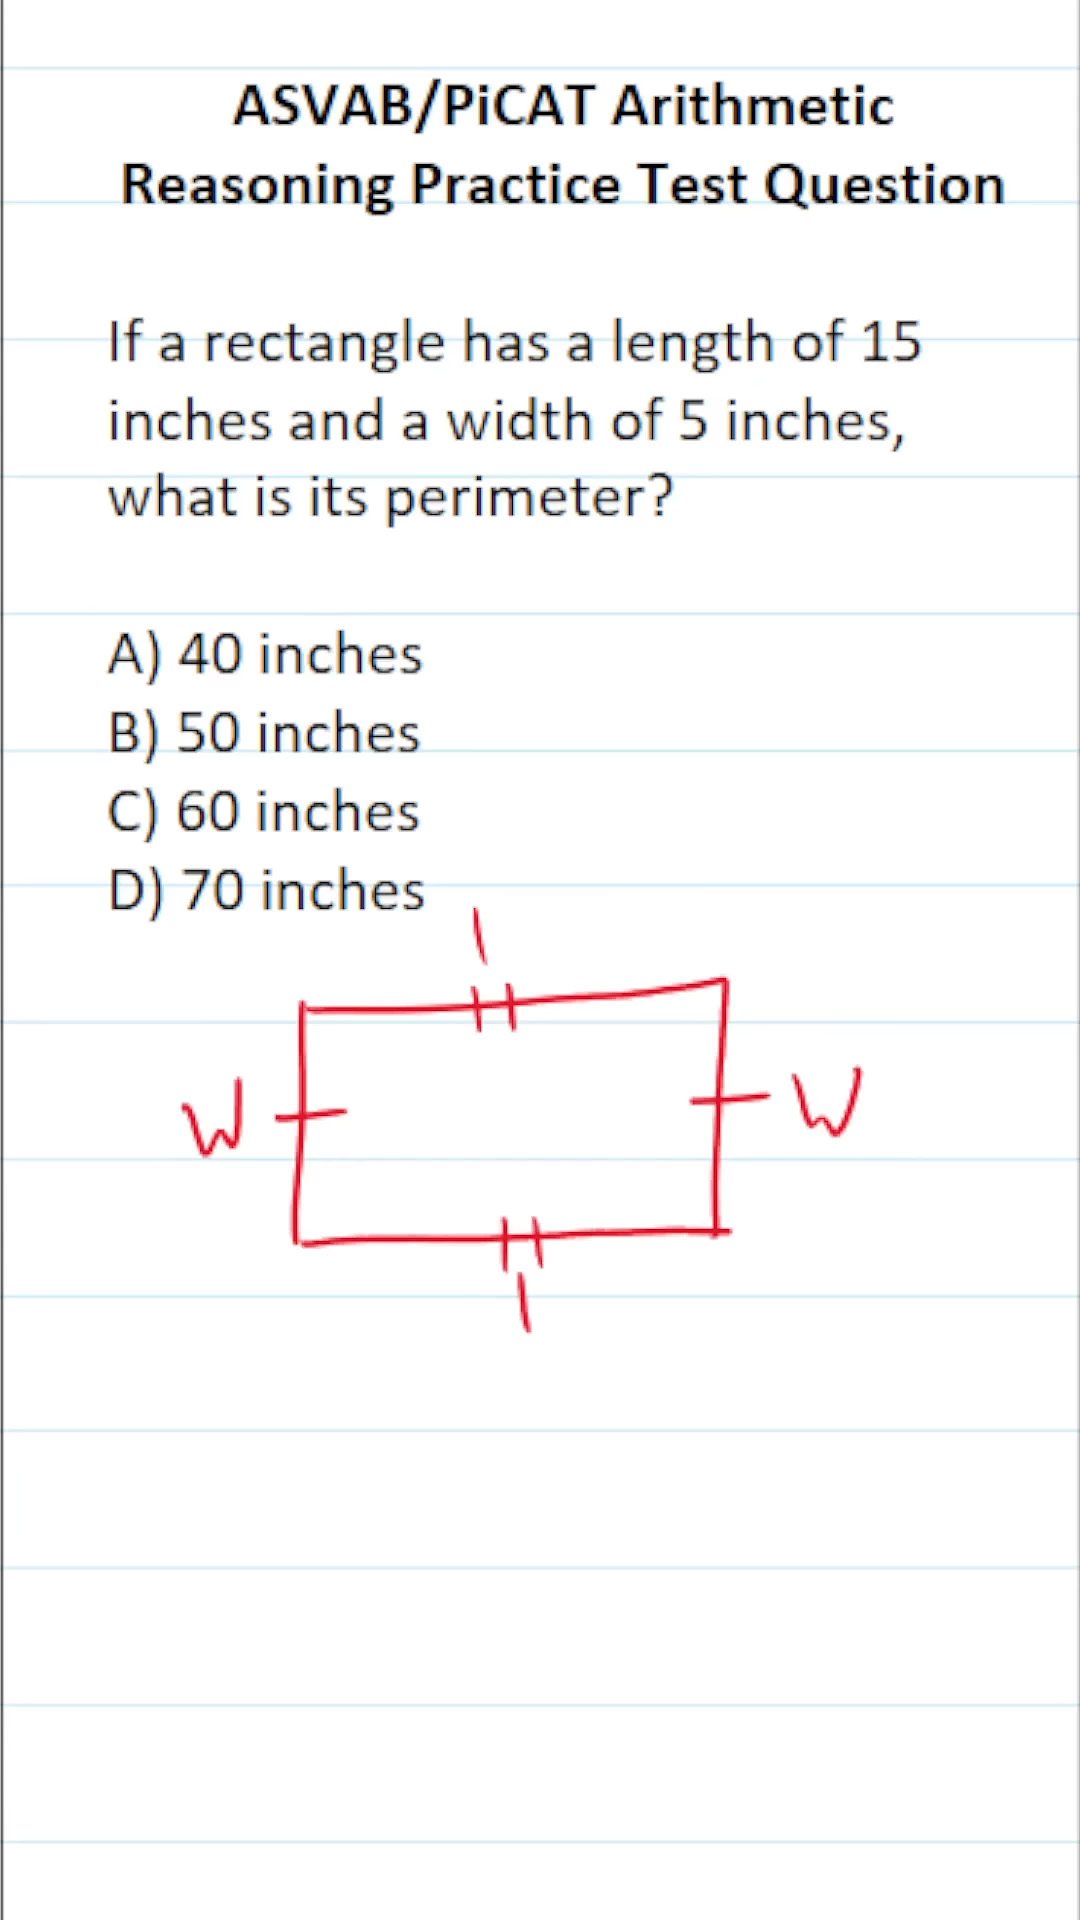 ASVAB/PiCAT Arithmetic
Reasoning Practice Test Question
If a rectangle has a length of 15
inches and a width of 5 inches,
what is its perimeter?
A) 40 inches
B) 50 inches
C) 60 inches
D) 70 inches
l
W W
l